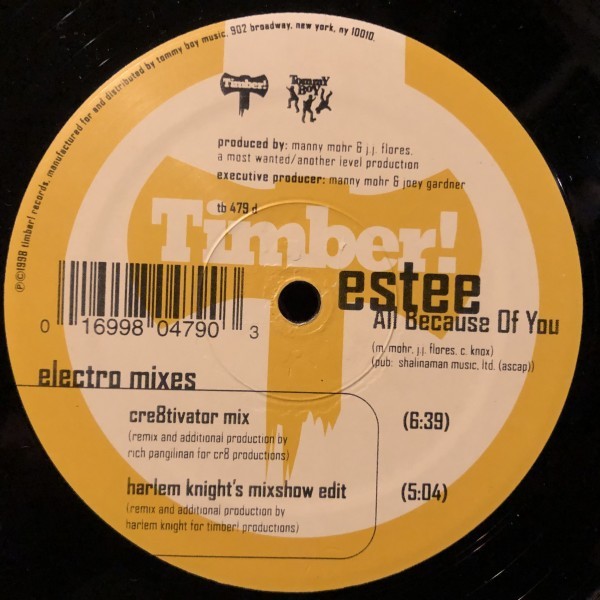 ℗©1998 timber! records. manufactured for and distributed by tommy boy music. 902 broadway. new york, ny 10010.
Timber!
Tommy
Boy
produced by: manny mohr & j.j. flores.
a most wanted/another level production
executive producer: manny mohr & joey gardner
tb 479 d
Timber!
estee
All Because Of You
(m. mohr, j.j. flores, c. knox)
(pub: shalinaman music, ltd. (ascap))
0 16998 04790 3
electro mixes
cre8tivator mix (6:39)
(remix and additional production by
rich pangilinan for cr8 productions)
harlem knight's mixshow edit (5:04)
(remix and additional production by
harlem knight for timber! productions)